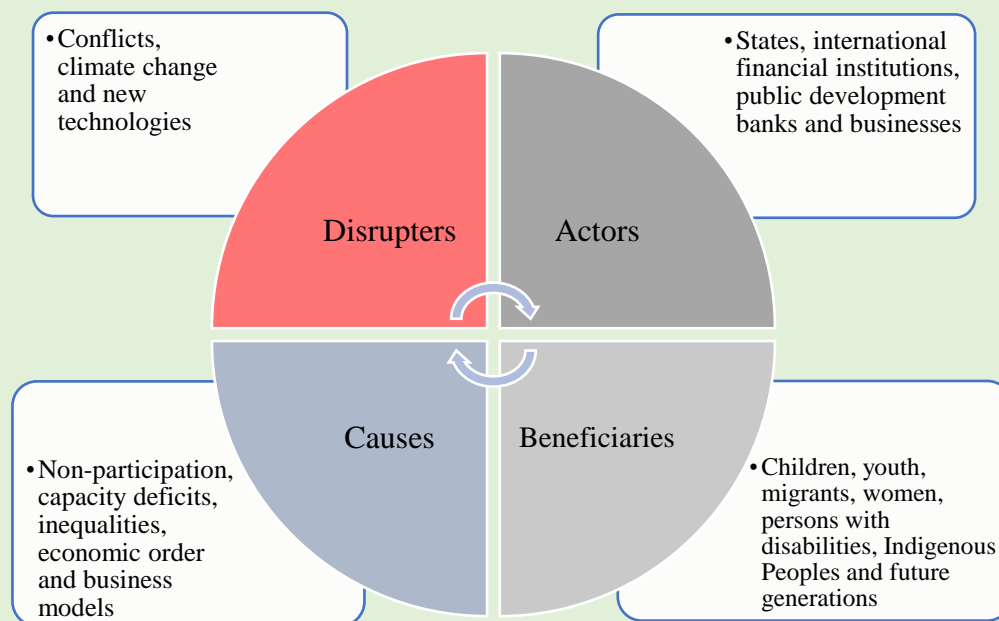 •Conflicts,
climate change
and new
technologies
•States, international
financial institutions,
public development
banks and businesses
Disrupters
Actors
Causes
Beneficiaries
•Non-participation,
capacity deficits,
inequalities,
economic order
and business
models
•Children, youth,
migrants, women,
persons with
disabilities, Indigenous
Peoples and future
generations